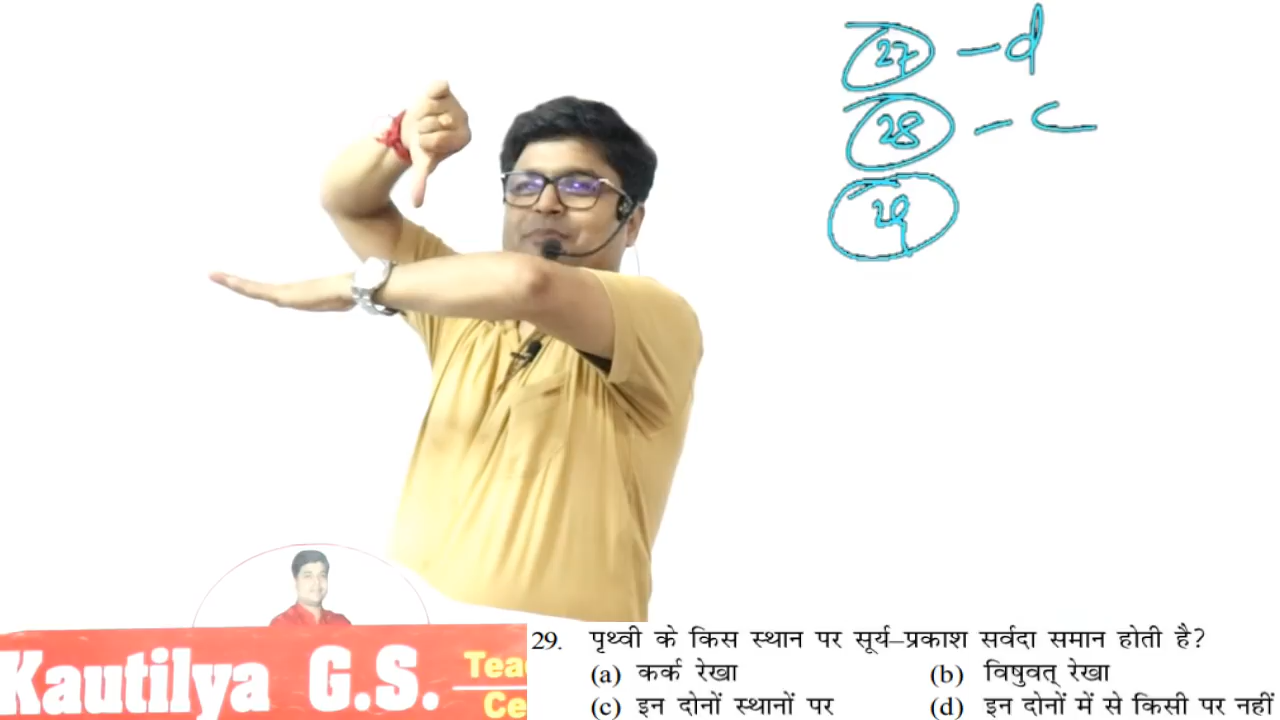 27 - d
28 - c
29
Kautilya G.S.
Tea
Ce
29. पृथ्वी के किस स्थान पर सूर्य–प्रकाश सर्वदा समान होती है?
(a) कर्क रेखा (b) विषुवत् रेखा
(c) इन दोनों स्थानों पर (d) इन दोनों में से किसी पर नहीं